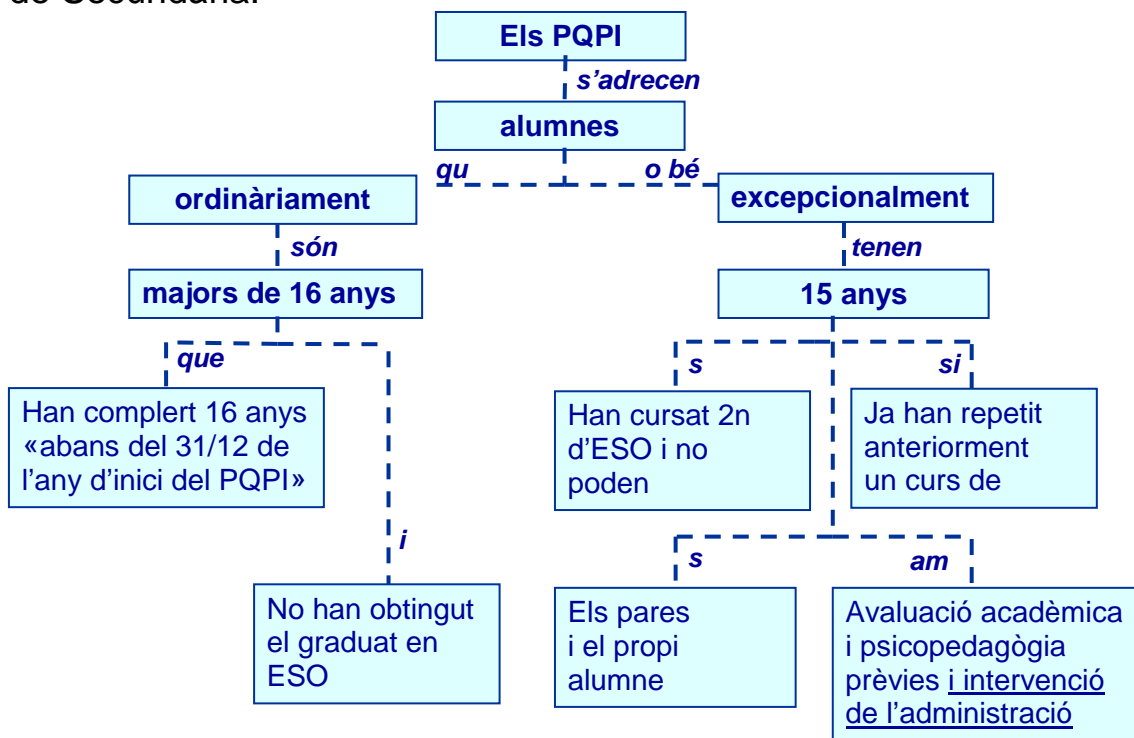 de Secundària.
Els PQPI
s’adrecen
alumnes
qu
o bé
ordinàriament
excepcionalment
són
tenen
majors de 16 anys
15 anys
que
s
si
Han complert 16 anys
«abans del 31/12 de
l’any d’inici del PQPI»
Han cursat 2n
d’ESO i no
poden
Ja han repetit
anteriorment
un curs de
i
s
am
No han obtingut
el graduat en
ESO
Els pares
i el propi
alumne
Avaluació acadèmica
i psicopedagògia
prèvies i intervenció
de l’administració